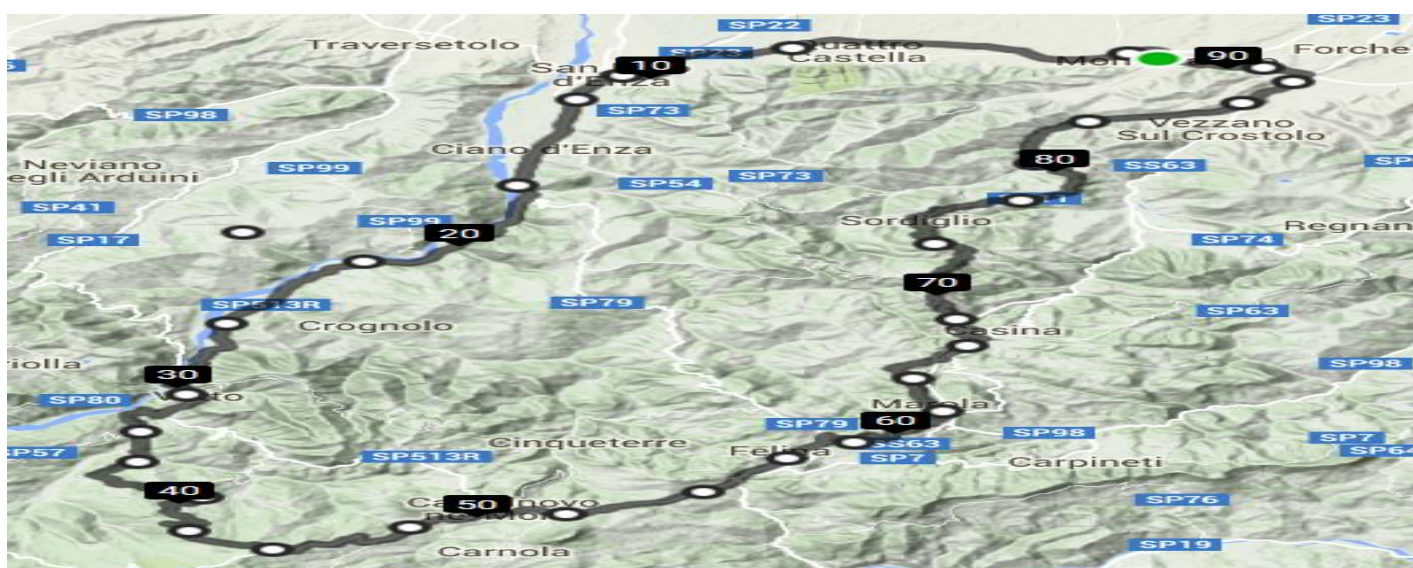 SP22
SP23
Traversetolo
Quattro
Castella
SP23
10
90
Forche
San
d'Enza
SP98
SP73
Vezzano
Sul Crostolo
Ciano d'Enza
Neviano
egli Arduini
SP99
SP54
SP73
80
SS63
SP41
SP99
20
Sordiglio
Regnan
SP17
SP74
70
SP513R
SP79
SP63
Crognolo
Casina
riolla
30
SP98
SP80
Marola
60
SP79
SP98
SP7
Cinqueterre
Felina
SS63
SP57
SP513R
SP7
Carpineti
SP64
40
50
SP76
Carnola
SP19